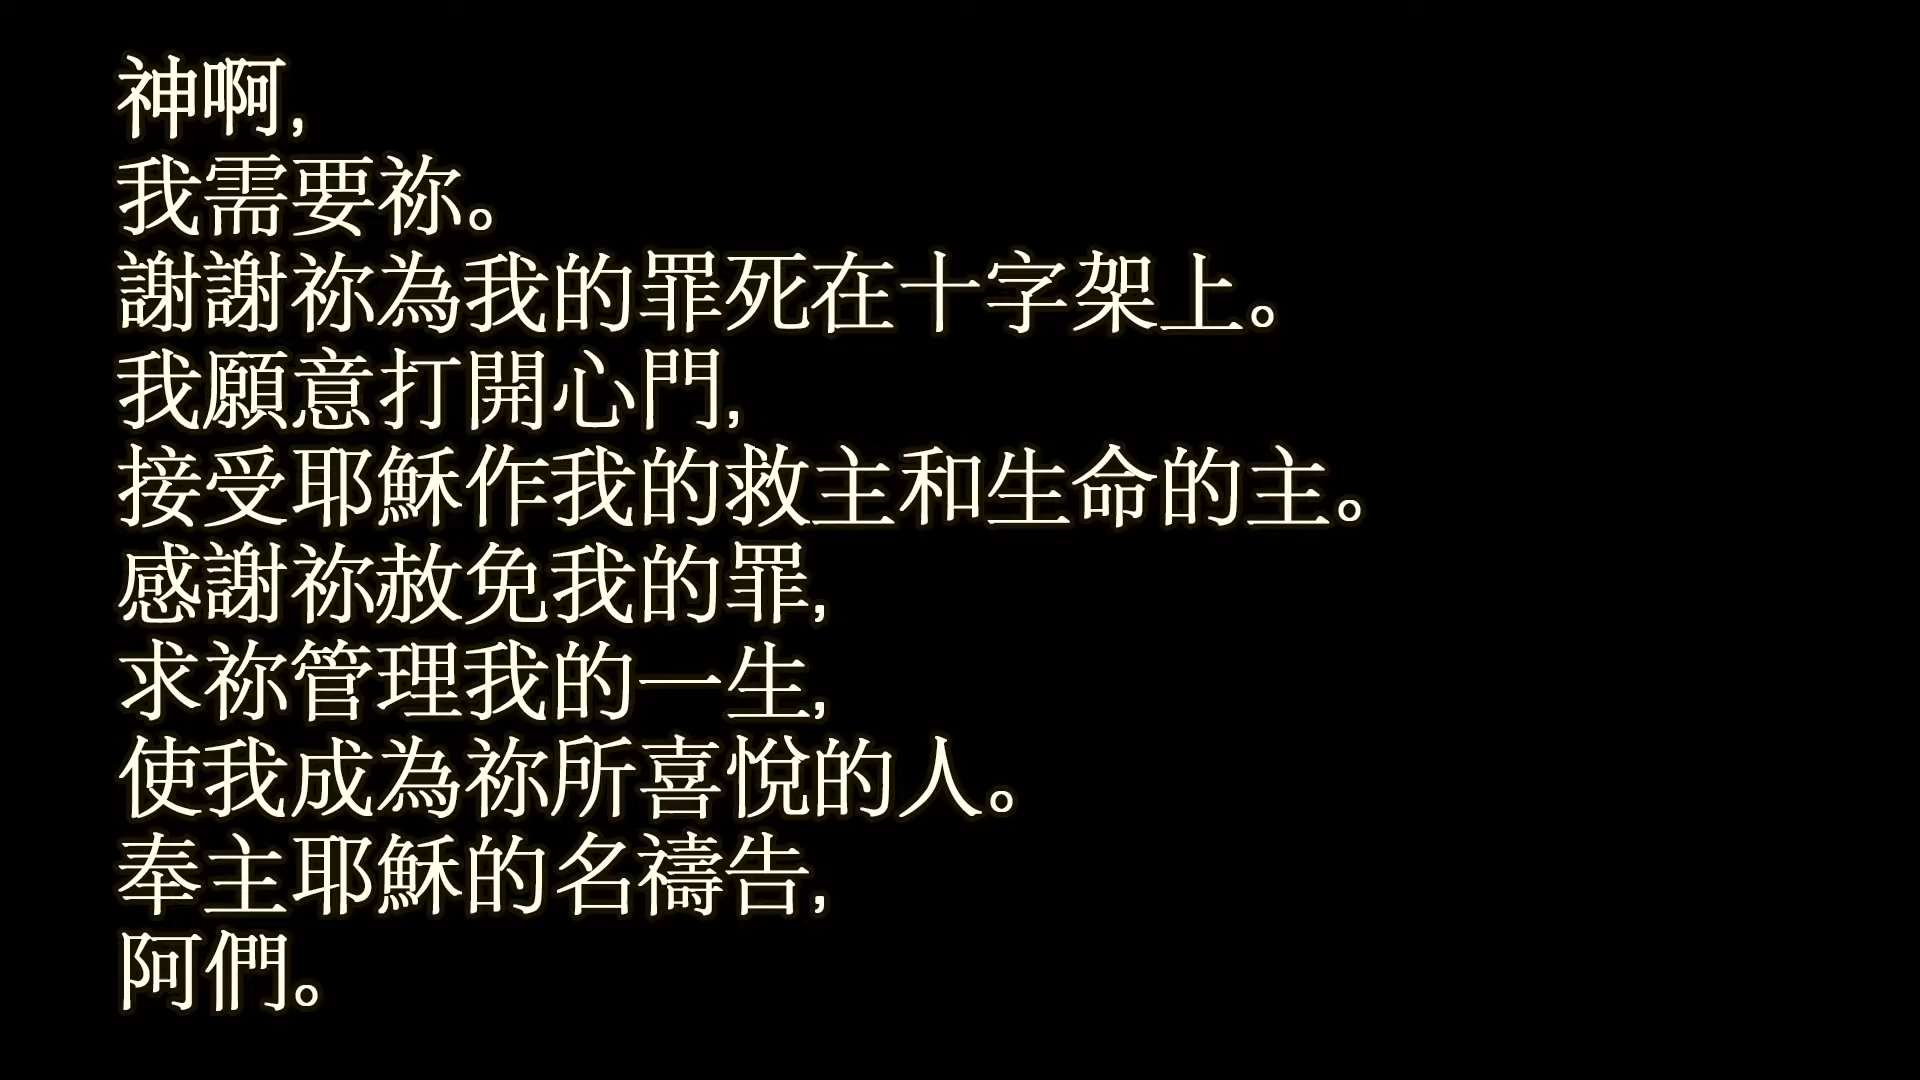 神啊,
我需要祢。
謝謝祢為我的罪死在十字架上。
我願意打開心門,
接受耶穌作我的救主和生命的主。
感謝祢赦免我的罪,
求祢管理我的一生,
使我成為祢所喜悅的人。
奉主耶穌的名禱告,
阿們。